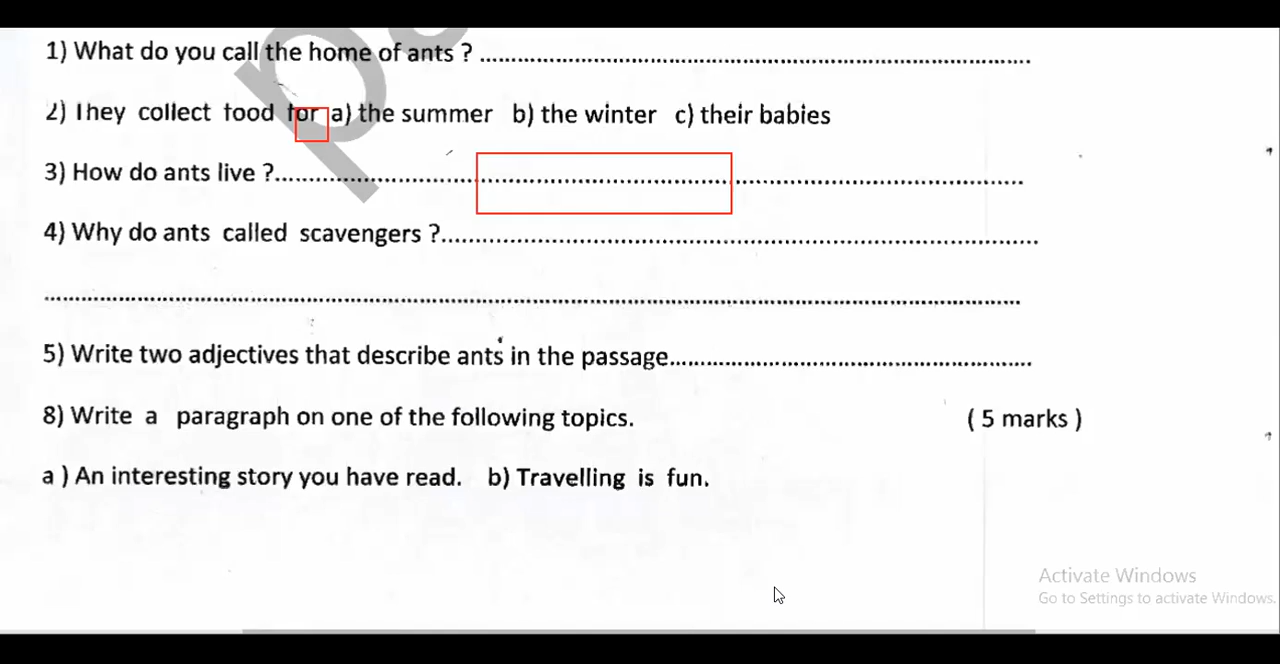 1) What do you call the home of ants ? ........................................
2) They collect food for a) the summer b) the winter c) their babies
3) How do ants live ?........................................
4) Why do ants called scavengers ?........................................
........................................
5) Write two adjectives that describe ants in the passage........................................
8) Write a paragraph on one of the following topics. ( 5 marks )
a ) An interesting story you have read. b) Travelling is fun.
Activate Windows
Go to Settings to activate Windows.